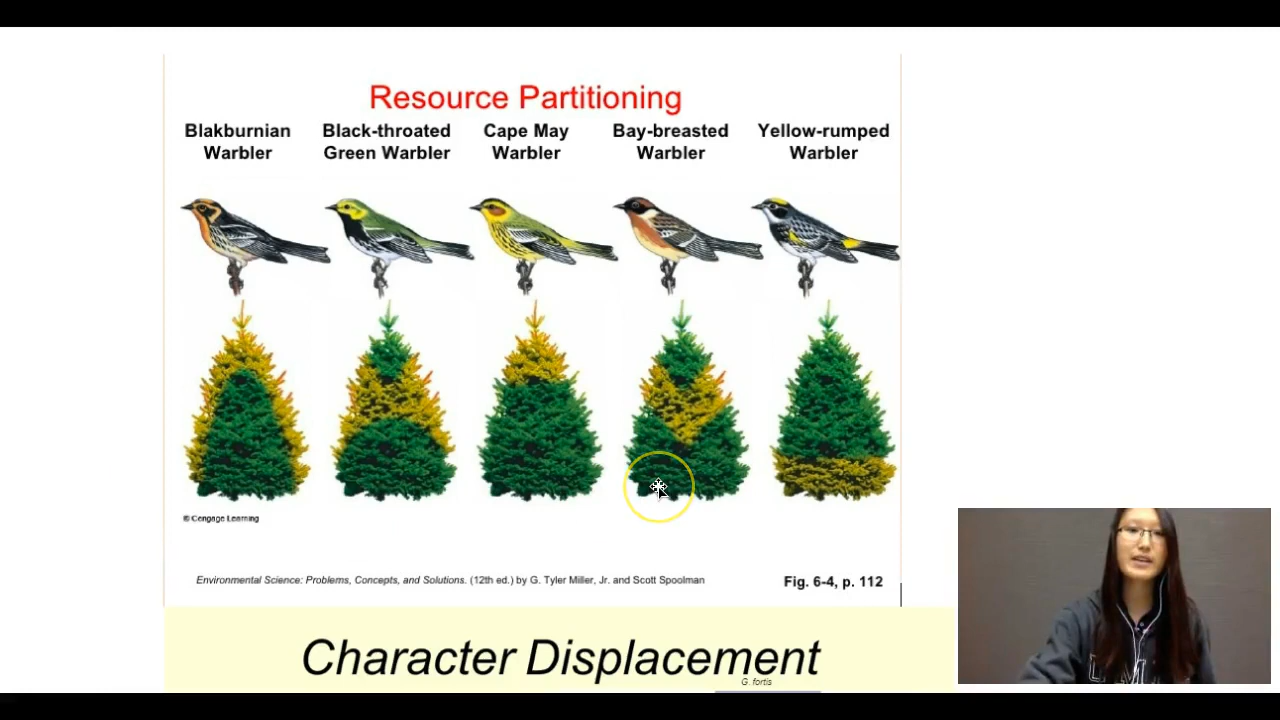 Resource Partitioning
Blakburnian Black-throated Cape May Bay-breasted Yellow-rumped
Warbler Green Warbler Warbler Warbler Warbler
© Cengage Learning
Environmental Science: Problems, Concepts, and Solutions. (12th ed.) by G. Tyler Miller, Jr. and Scott Spoolman
Fig. 6-4, p. 112
Character Displacement
G. fortis